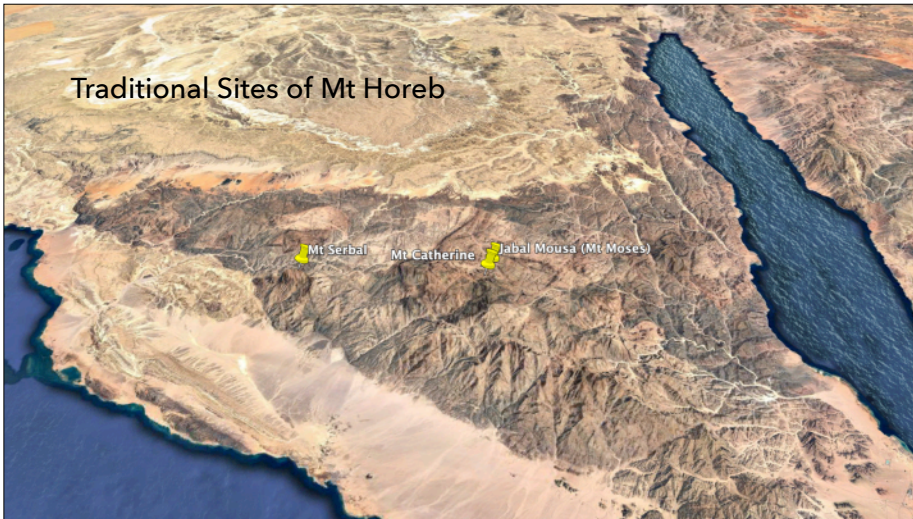 Traditional Sites of Mt Horeb
Mt Serbal
Mt Catherine
Jabal Mousa (Mt Moses)